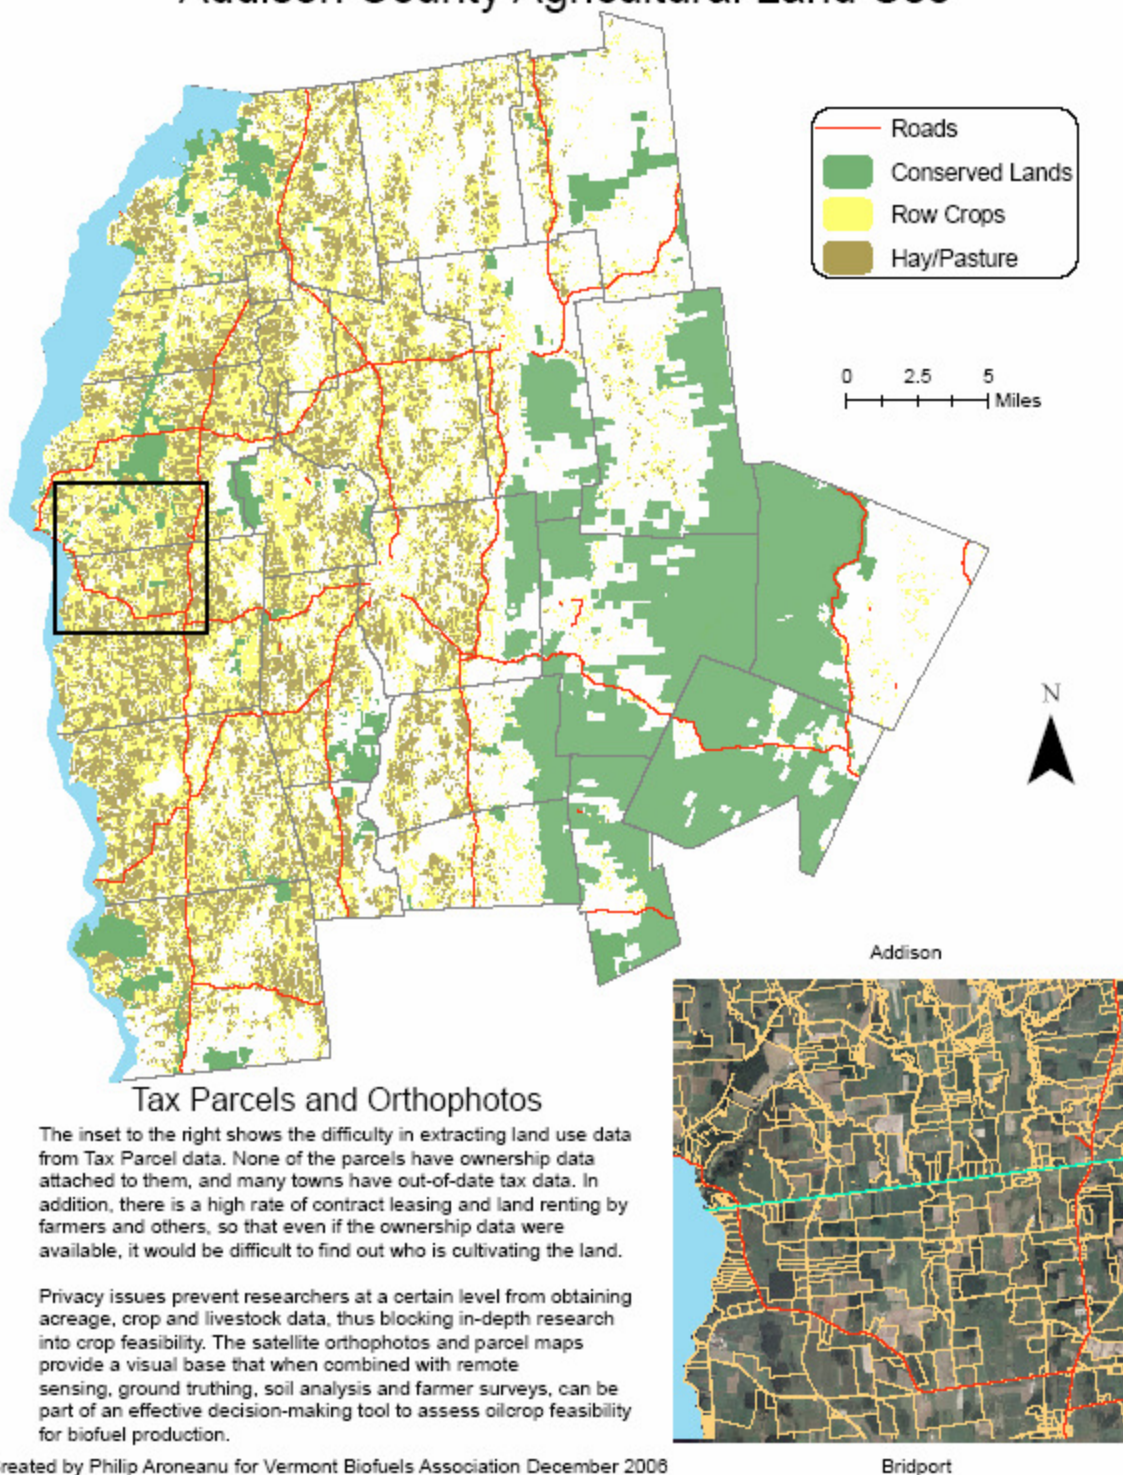 Addison County Agricultural Land Use
Roads
Conserved Lands
Row Crops
Hay/Pasture
0 2.5 5
Miles
N
Addison
Tax Parcels and Orthophotos
The inset to the right shows the difficulty in extracting land use data
from Tax Parcel data. None of the parcels have ownership data
attached to them, and many towns have out-of-date tax data. In
addition, there is a high rate of contract leasing and land renting by
farmers and others, so that even if the ownership data were
available, it would be difficult to find out who is cultivating the land.
Privacy issues prevent researchers at a certain level from obtaining
acreage, crop and livestock data, thus blocking in-depth research
into crop feasibility. The satellite orthophotos and parcel maps
provide a visual base that when combined with remote
sensing, ground truthing, soil analysis and farmer surveys, can be
part of an effective decision-making tool to assess oilcrop feasibility
for biofuel production.
reated by Philip Aroneanu for Vermont Biofuels Association December 2006
Bridport